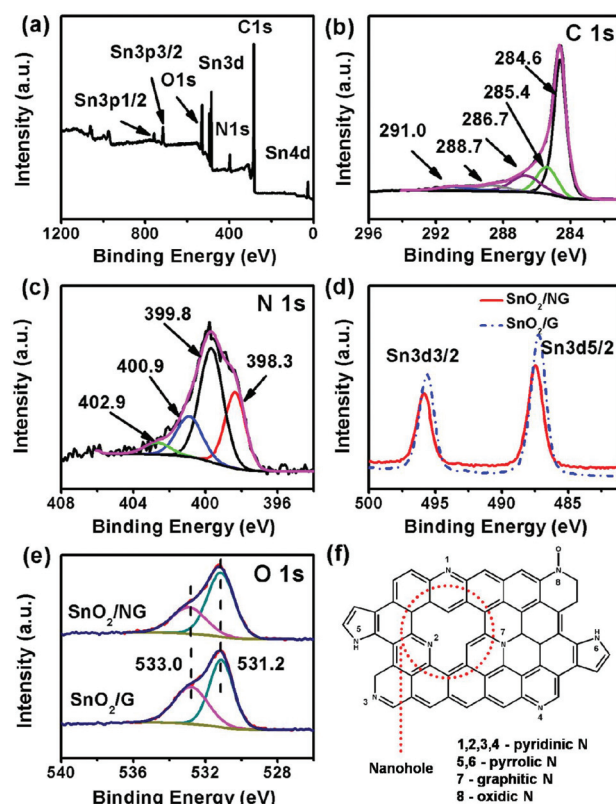 (a)
C1s
Sn3p3/2
O1s
Sn3d
Sn3p1/2
N1s
Sn4d
Intensity (a.u.)
1200 800 400 0
Binding Energy (eV)
(b)
C 1s
284.6
285.4
286.7
288.7
291.0
Intensity (a.u.)
296 292 288 284
Binding Energy (eV)
(c)
N 1s
399.8
400.9
398.3
402.9
Intensity (a.u.)
408 404 400 396
Binding Energy (eV)
(d)
SnO2/NG
SnO2/G
Sn3d3/2
Sn3d5/2
Intensity (a.u.)
500 495 490 485
Binding Energy (eV)
(e)
O 1s
SnO2/NG
533.0
531.2
SnO2/G
Intensity (a.u.)
540 536 532 528
Binding Energy (eV)
(f)
1
O
N
N
8
5
NH
N
2
7
N
H
N
6
3
N
N
4
Nanohole
1,2,3,4 - pyridinic N
5,6 - pyrrolic N
7 - graphitic N
8 - oxidic N